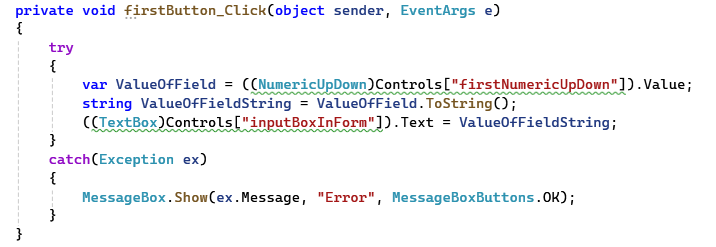 private void firstButton_Click(object sender, EventArgs e)
{
    try
    {
        var ValueOfField = ((NumericUpDown)Controls["firstNumericUpDown"]).Value;
        string ValueOfFieldString = ValueOfField.ToString();
        ((TextBox)Controls["inputBoxInForm"]).Text = ValueOfFieldString;
    }
    catch(Exception ex)
    {
        MessageBox.Show(ex.Message, "Error", MessageBoxButtons.OK);
    }
}